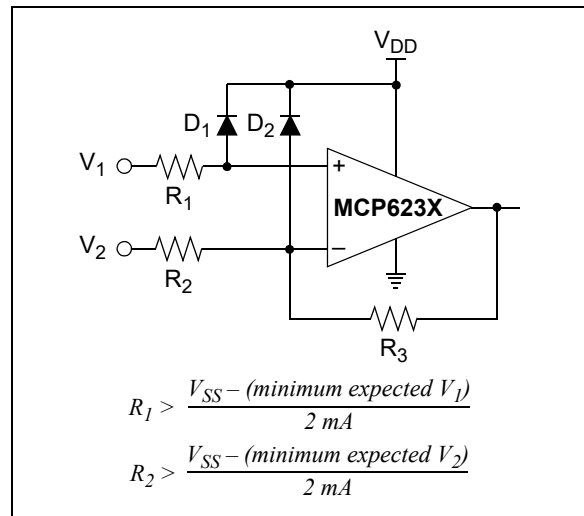 V_DD
D_1 D_2
V_1
R_1
+
MCP623X
V_2
R_2
–
R_3
R_1 > V_SS – (minimum expected V_1) / 2 mA
R_2 > V_SS – (minimum expected V_2) / 2 mA